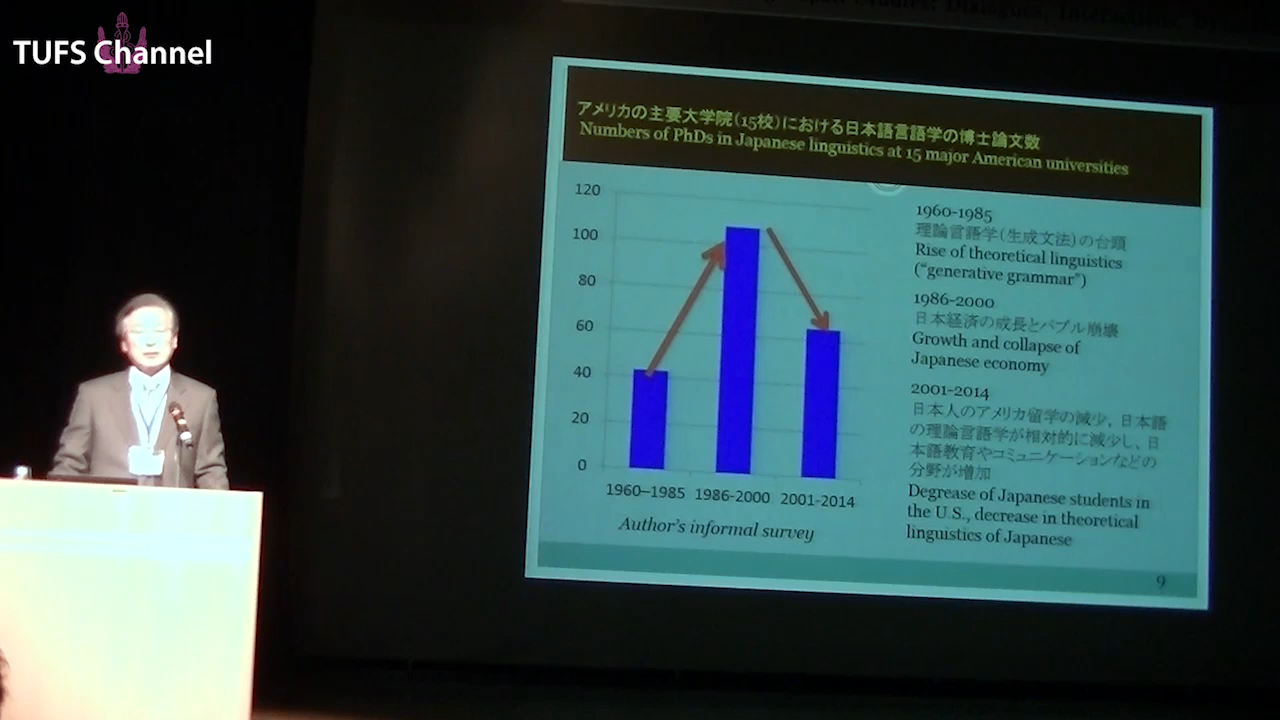 TUFS Channel
アメリカの主要大学院(15校)における日本語言語学の博士論文数
Numbers of PhDs in Japanese linguistics at 15 major American universities
120
100
80
60
40
20
0
1960–1985 1986-2000 2001-2014
Author's informal survey
1960-1985
理論言語学(生成文法)の台頭
Rise of theoretical linguistics
("generative grammar")
1986-2000
日本経済の成長とバブル崩壊
Growth and collapse of
Japanese economy
2001-2014
日本人のアメリカ留学の減少, 日本語
の理論言語学が相対的に減少し、日
本語教育やコミュニケーションなどの
分野が増加
Degrease of Japanese students in
the U.S., decrease in theoretical
linguistics of Japanese
9